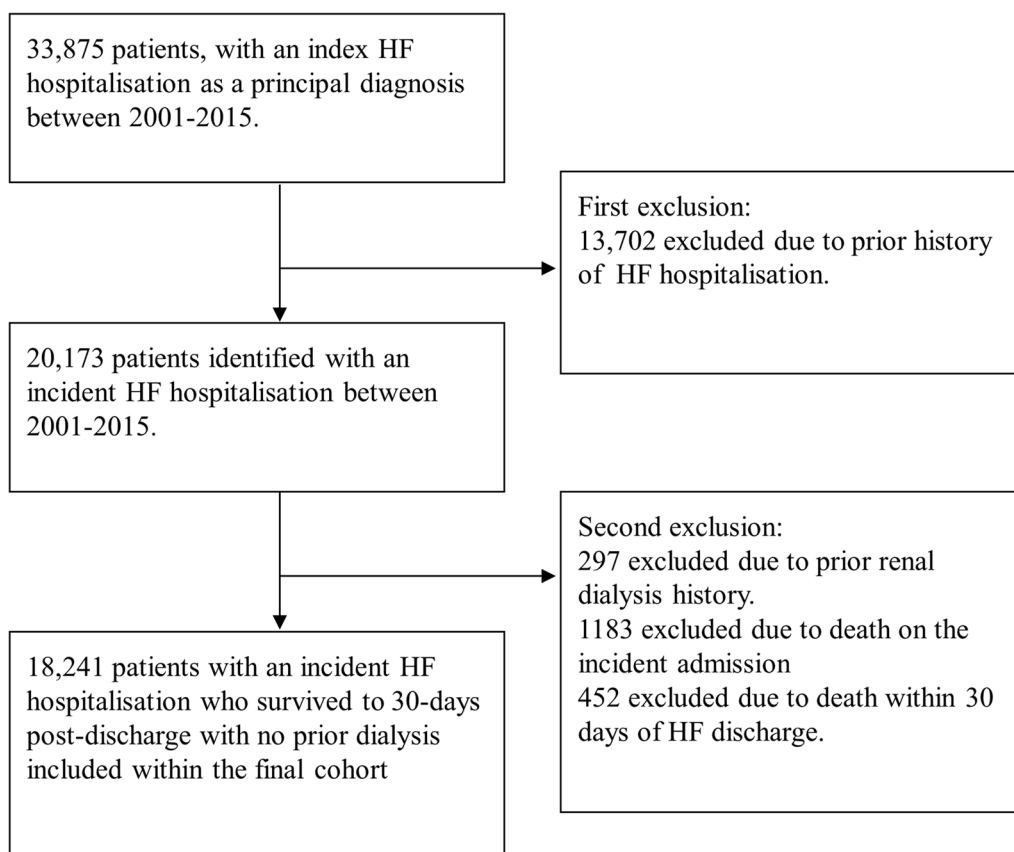 33,875 patients, with an index HF
hospitalisation as a principal diagnosis
between 2001-2015.
First exclusion:
13,702 excluded due to prior history
of HF hospitalisation.
20,173 patients identified with an
incident HF hospitalisation between
2001-2015.
Second exclusion:
297 excluded due to prior renal
dialysis history.
1183 excluded due to death on the
incident admission
452 excluded due to death within 30
days of HF discharge.
18,241 patients with an incident HF
hospitalisation who survived to 30-days
post-discharge with no prior dialysis
included within the final cohort